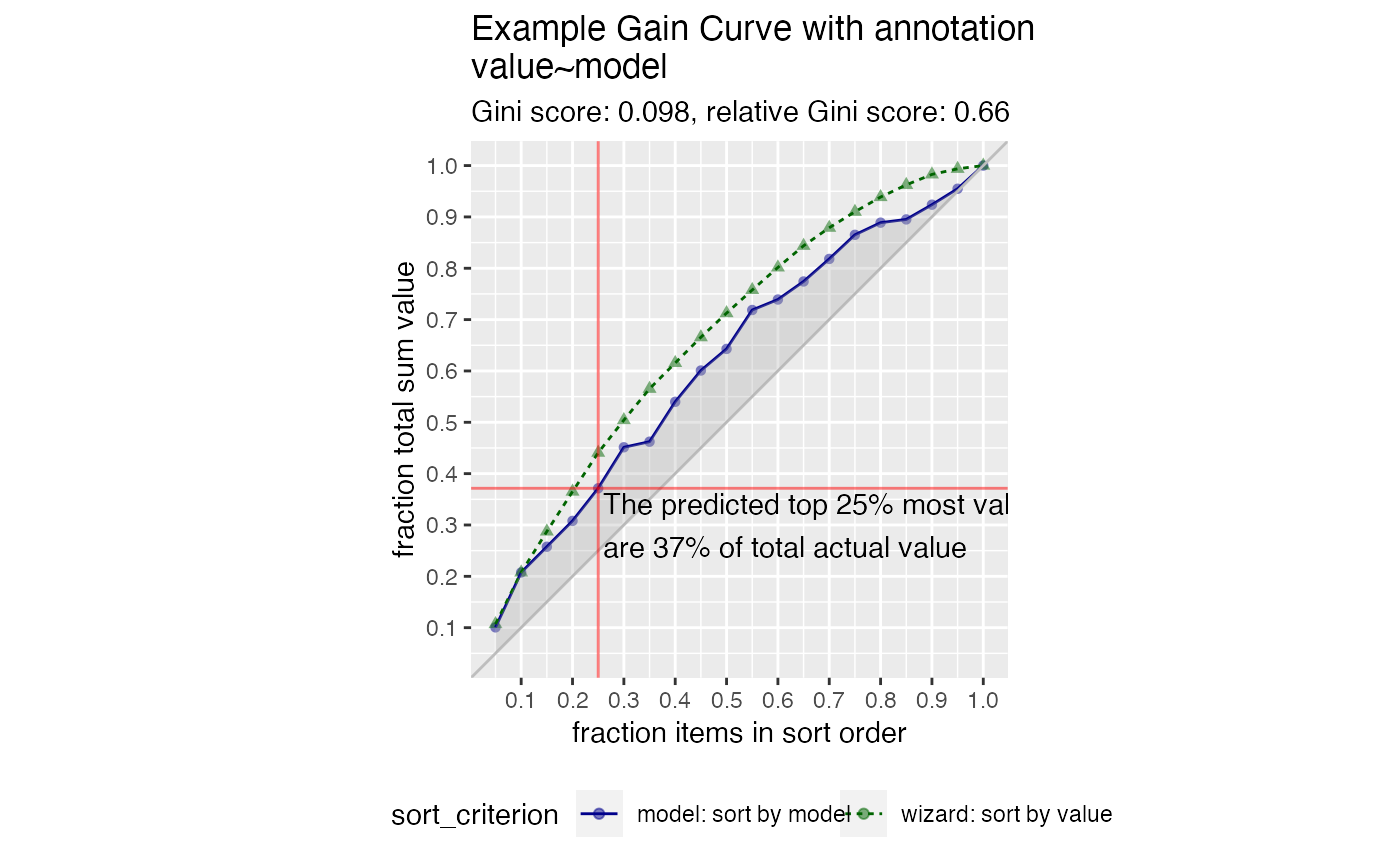 Example Gain Curve with annotation
value~model
Gini score: 0.098, relative Gini score: 0.66
fraction total sum value
1.0
0.9
0.8
0.7
0.6
0.5
0.4
0.3
0.2
0.1
The predicted top 25% most val
are 37% of total actual value
0.1 0.2 0.3 0.4 0.5 0.6 0.7 0.8 0.9 1.0
fraction items in sort order
sort_criterion model: sort by model wizard: sort by value